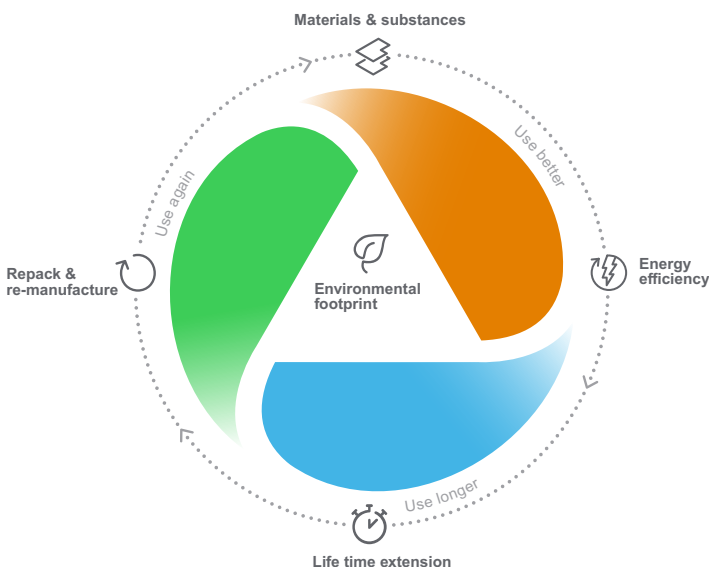 Materials & substances
Use better
Use again
Energy
efficiency
Repack &
re-manufacture
Environmental
footprint
Use longer
Life time extension